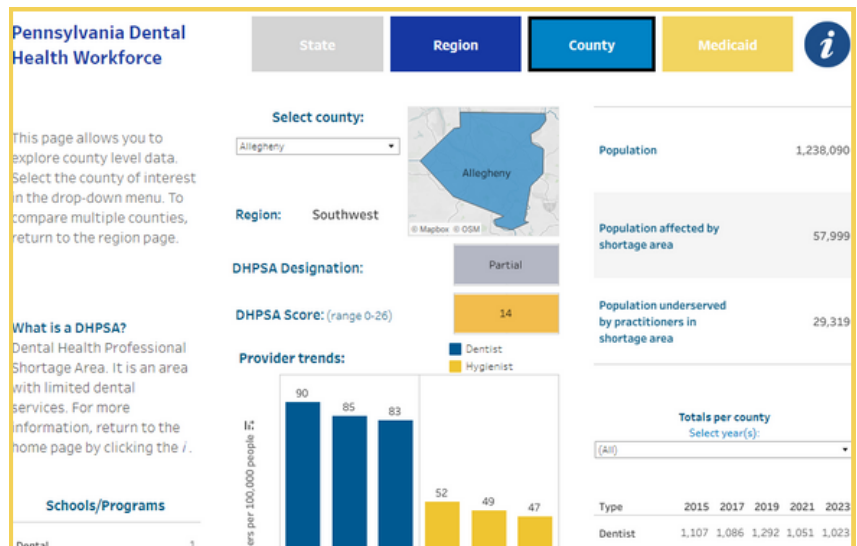 Pennsylvania Dental
Health Workforce
State
Region
County
Medicaid
i
This page allows you to
explore county level data.
Select the county of interest
in the drop-down menu. To
compare multiple counties,
return to the region page.
What is a DHPSA?
Dental Health Professional
Shortage Area. It is an area
with limited dental
services. For more
information, return to the
home page by clicking the i .
Schools/Programs
Dental 1
Select county:
Allegheny
Allegheny
© Mapbox © OSM
Region: Southwest
DHPSA Designation: Partial
DHPSA Score: (range 0-26) 14
Provider trends:
Dentist
Hygienist
90
85
83
52
49
47
ers per 100,000 people
Population 1,238,090
Population affected by
shortage area 57,999
Population underserved
by practitioners in
shortage area 29,319
Totals per county
Select year(s):
(All)
Type 2015 2017 2019 2021 2023
Dentist 1,107 1,086 1,292 1,051 1,023